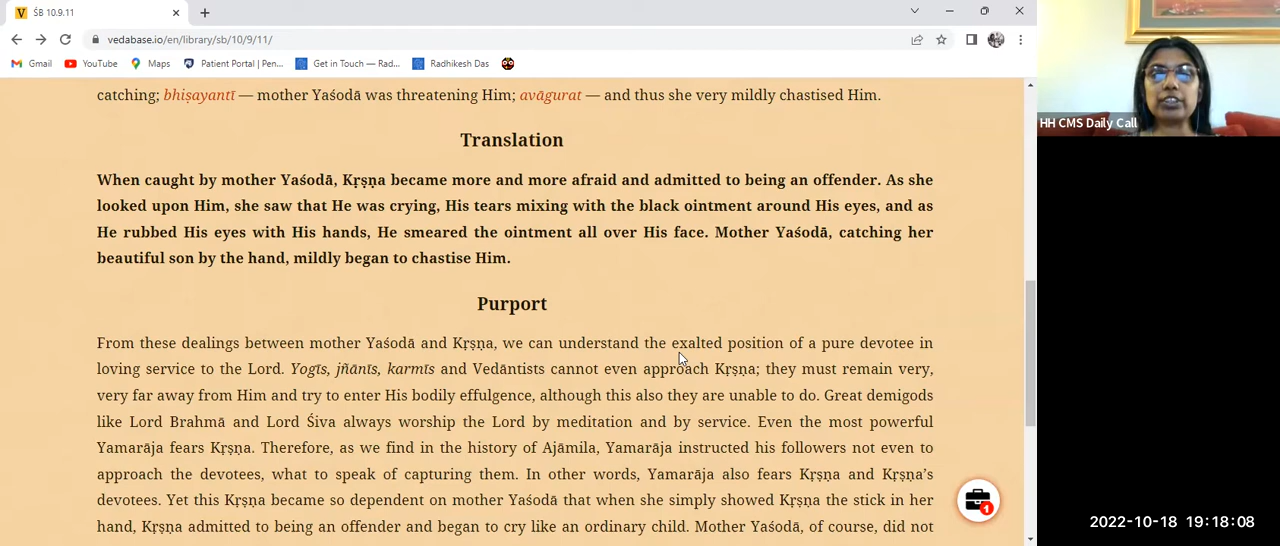 ŚB 10.9.11
vedabase.io/en/library/sb/10/9/11/
Gmail YouTube Maps Patient Portal | Pen... Get in Touch — Rad... Radhikesh Das
catching; bhiṣayantī — mother Yaśodā was threatening Him; avāgurat — and thus she very mildly chastised Him.
Translation
When caught by mother Yaśodā, Kṛṣṇa became more and more afraid and admitted to being an offender. As she
looked upon Him, she saw that He was crying, His tears mixing with the black ointment around His eyes, and as
He rubbed His eyes with His hands, He smeared the ointment all over His face. Mother Yaśodā, catching her
beautiful son by the hand, mildly began to chastise Him.
Purport
From these dealings between mother Yaśodā and Kṛṣṇa, we can understand the exalted position of a pure devotee in
loving service to the Lord. Yogīs, jñānīs, karmīs and Vedāntists cannot even approach Kṛṣṇa; they must remain very,
very far away from Him and try to enter His bodily effulgence, although this also they are unable to do. Great demigods
like Lord Brahmā and Lord Śiva always worship the Lord by meditation and by service. Even the most powerful
Yamarāja fears Kṛṣṇa. Therefore, as we find in the history of Ajāmila, Yamarāja instructed his followers not even to
approach the devotees, what to speak of capturing them. In other words, Yamarāja also fears Kṛṣṇa and Kṛṣṇa's
devotees. Yet this Kṛṣṇa became so dependent on mother Yaśodā that when she simply showed Kṛṣṇa the stick in her
hand, Kṛṣṇa admitted to being an offender and began to cry like an ordinary child. Mother Yaśodā, of course, did not
1
HH CMS Daily Call
2022-10-18 19:18:08